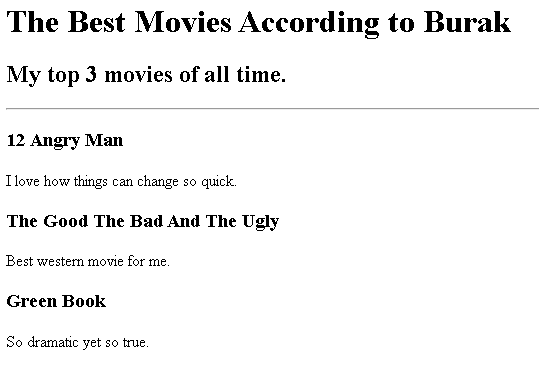 The Best Movies According to Burak
My top 3 movies of all time.
12 Angry Man
I love how things can change so quick.
The Good The Bad And The Ugly
Best western movie for me.
Green Book
So dramatic yet so true.